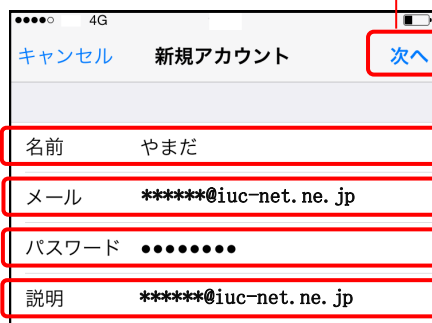 ●●●●○ 4G
キャンセル 新規アカウント 次へ
名前 やまだ
メール ******@iuc-net.ne.jp
パスワード ●●●●●●●●
説明 ******@iuc-net.ne.jp